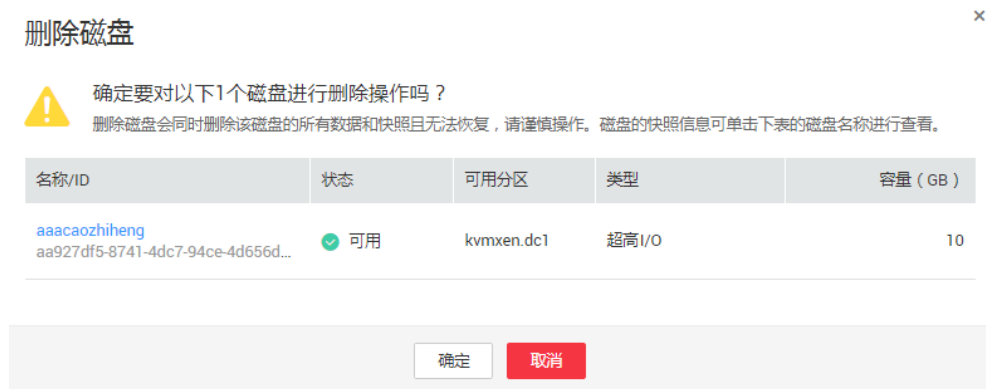 删除磁盘
确定要对以下1个磁盘进行删除操作吗？
删除磁盘会同时删除该磁盘的所有数据和快照且无法恢复，请谨慎操作。磁盘的快照信息可单击下表的磁盘名称进行查看。
名称/ID 状态 可用分区 类型 容量（GB）
aaacaozhiheng
aa927df5-8741-4dc7-94ce-4d656d... 可用 kvmxen.dc1 超高I/O 10
确定 取消